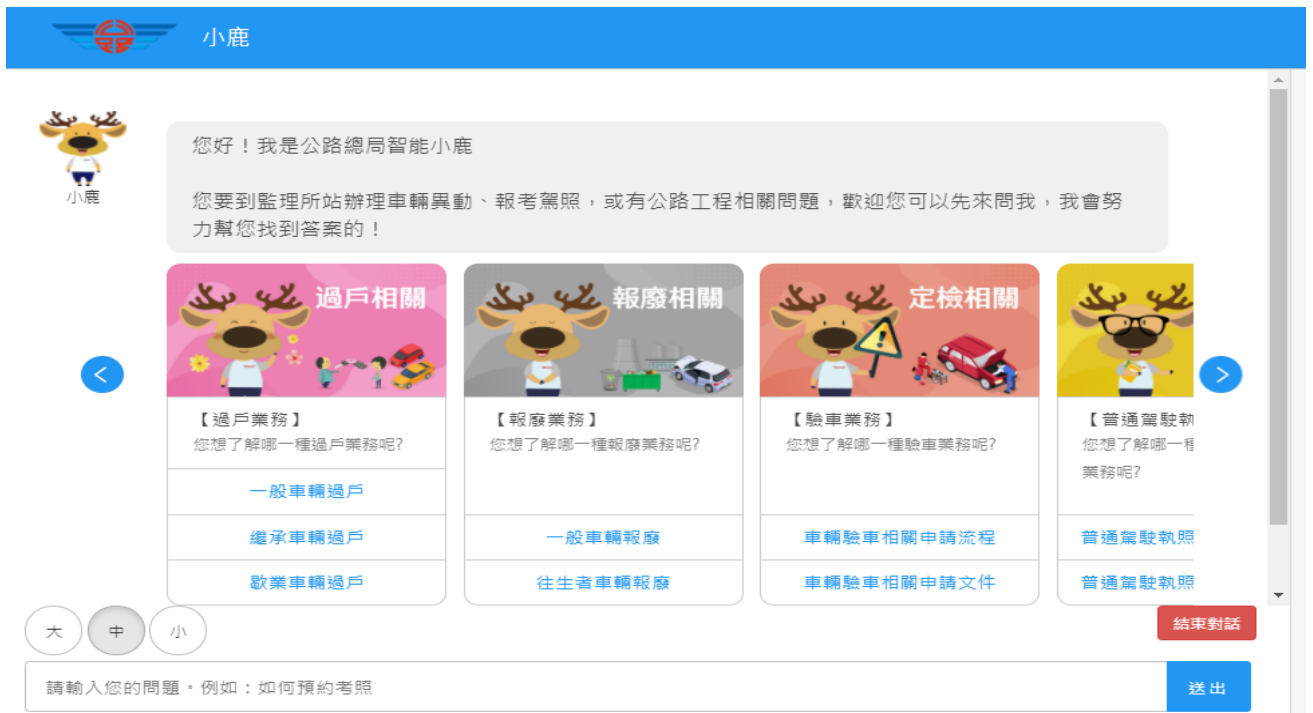 小鹿
小鹿
您好！我是公路總局智能小鹿
您要到監理所站辦理車輛異動、報考駕照，或有公路工程相關問題，歡迎您可以先來問我，我會努
力幫您找到答案的！
過戶相關
【過戶業務】
您想了解哪一種過戶業務呢?
一般車輛過戶
繼承車輛過戶
歇業車輛過戶
報廢相關
【報廢業務】
您想了解哪一種報廢業務呢?
一般車輛報廢
往生者車輛報廢
定檢相關
【驗車業務】
您想了解哪一種驗車業務呢?
車輛驗車相關申請流程
車輛驗車相關申請文件
【普通駕駛執
您想了解哪一種
業務呢?
普通駕駛執照
普通駕駛執照
大
中
小
結束對話
請輸入您的問題。例如：如何預約考照
送出